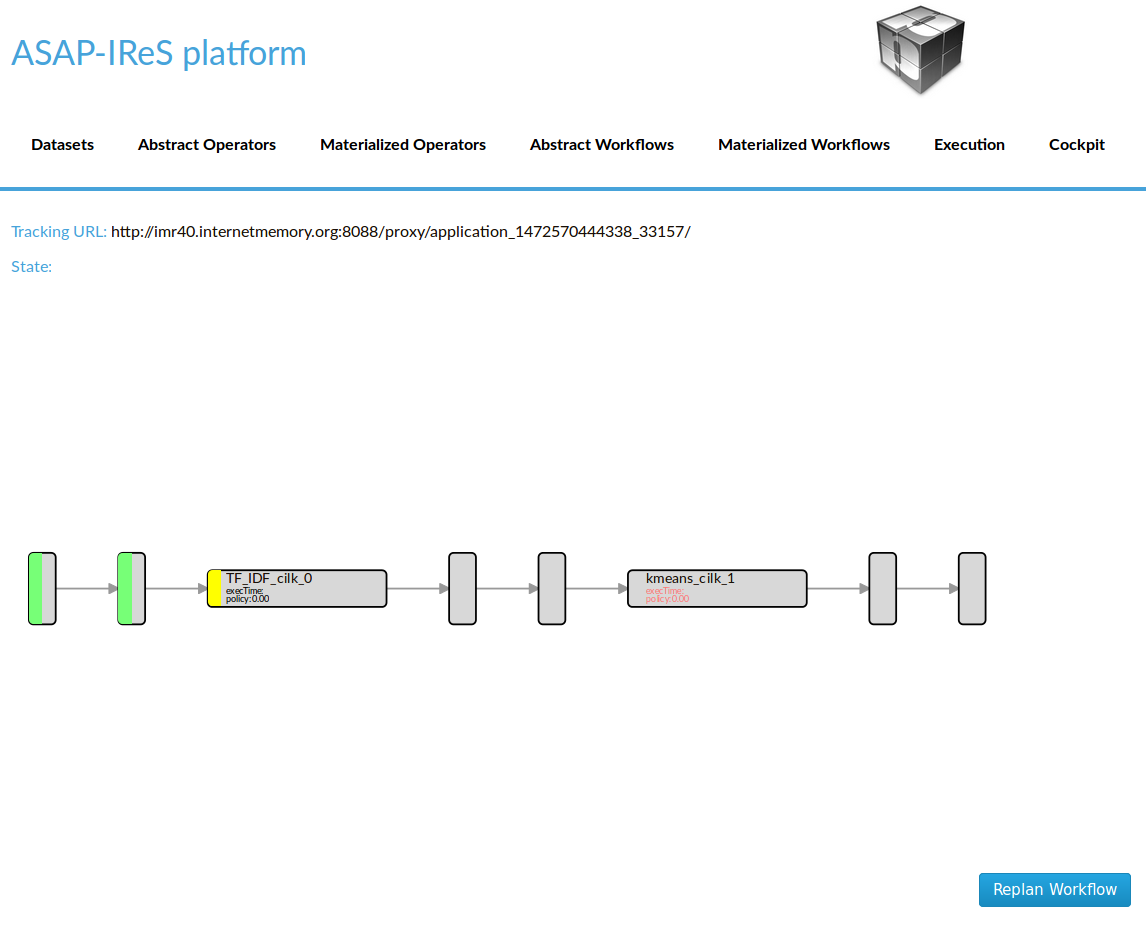 ASAP-IReS platform
Datasets Abstract Operators Materialized Operators Abstract Workflows Materialized Workflows Execution Cockpit
Tracking URL: http://imr40.internetmemory.org:8088/proxy/application_1472570444338_33157/
State:
TF_IDF_cilk_0
execTime:
policy:0.00
kmeans_cilk_1
execTime:
policy:0.00
Replan Workflow